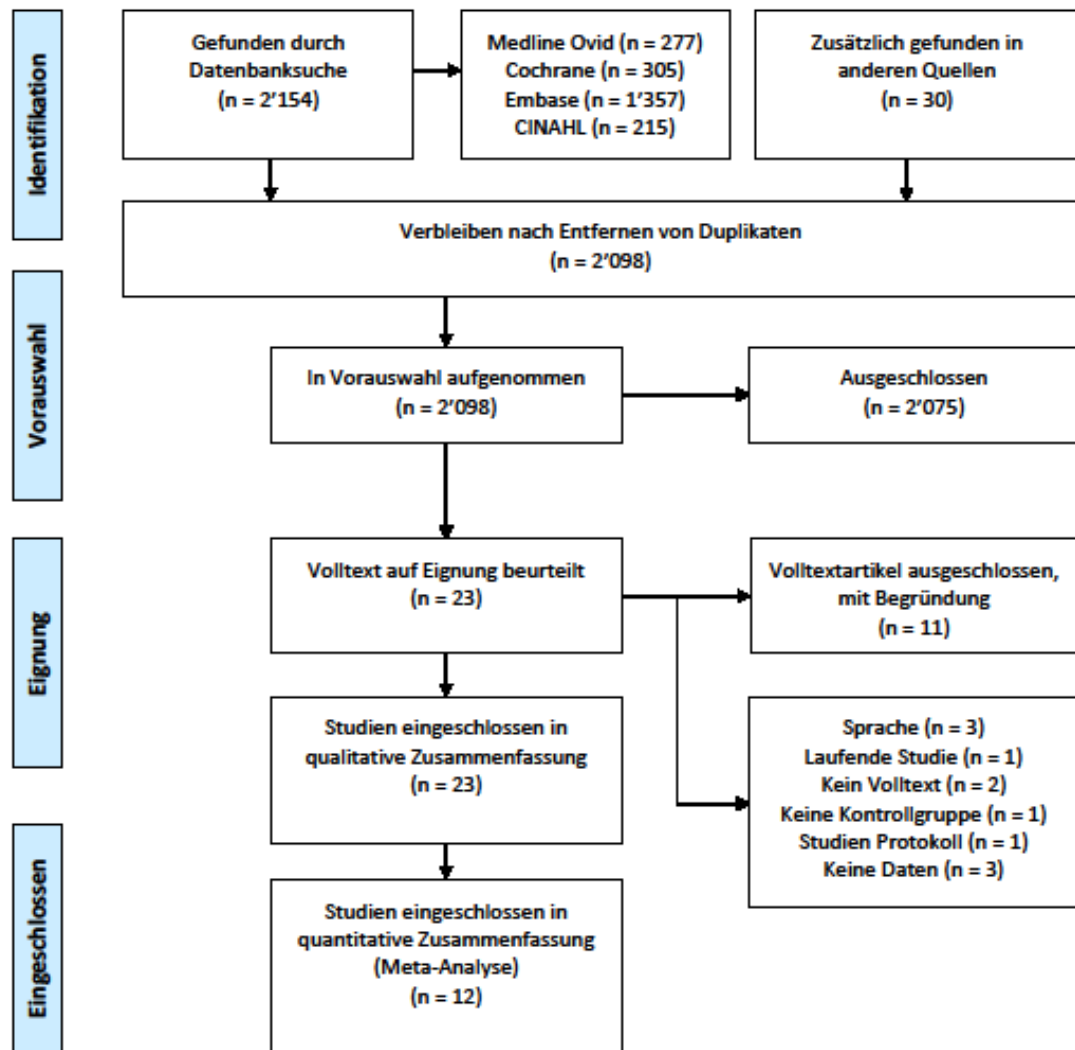 Identifikation
Gefunden durch
Datenbanksuche
(n = 2’154)
Medline Ovid (n = 277)
Cochrane (n = 305)
Embase (n = 1’357)
CINAHL (n = 215)
Zusätzlich gefunden in
anderen Quellen
(n = 30)
Verbleiben nach Entfernen von Duplikaten
(n = 2’098)
Vorauswahl
In Vorauswahl aufgenommen
(n = 2’098)
Ausgeschlossen
(n = 2’075)
Eignung
Volltext auf Eignung beurteilt
(n = 23)
Volltextartikel ausgeschlossen,
mit Begründung
(n = 11)
Studien eingeschlossen in
qualitative Zusammenfassung
(n = 23)
Sprache (n = 3)
Laufende Studie (n = 1)
Kein Volltext (n = 2)
Keine Kontrollgruppe (n = 1)
Studien Protokoll (n = 1)
Keine Daten (n = 3)
Eingeschlossen
Studien eingeschlossen in
quantitative Zusammenfassung
(Meta-Analyse)
(n = 12)